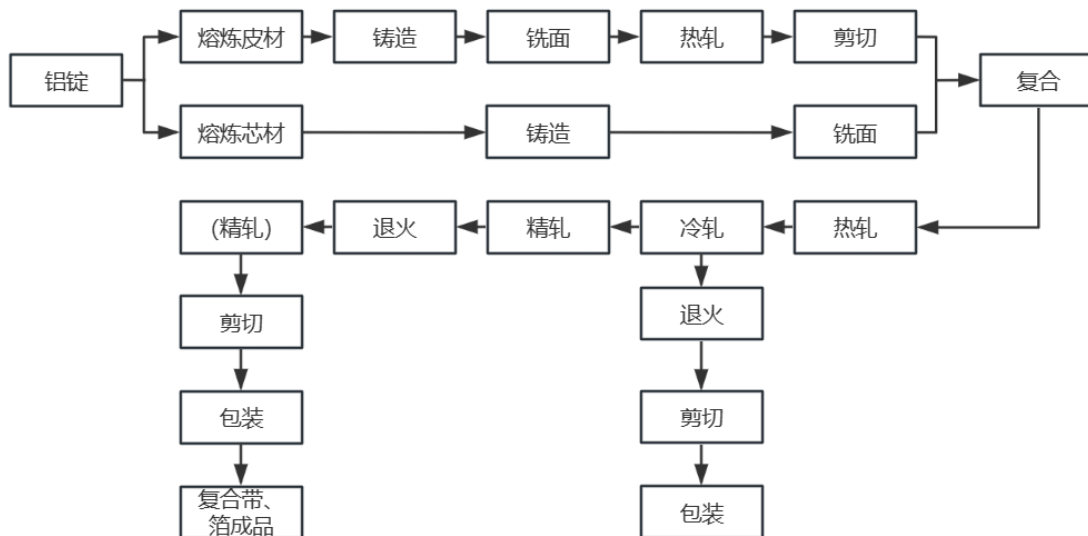 熔炼皮材
铸造
铣面
热轧
剪切
铝锭
复合
熔炼芯材
铸造
铣面
(精轧)
退火
精轧
冷轧
热轧
剪切
退火
包装
剪切
复合带、
箔成品
包装